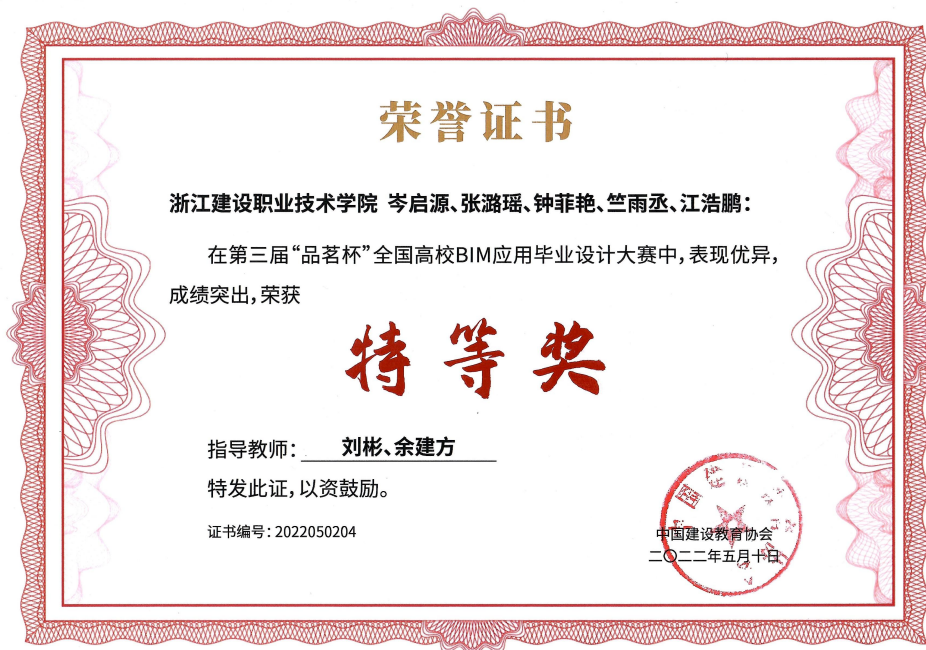 荣誉证书
浙江建设职业技术学院 岑启源、张潞瑶、钟菲艳、竺雨丞、江浩鹏：
在第三届“品茗杯”全国高校BIM应用毕业设计大赛中，表现优异，
成绩突出，荣获
特等奖
指导教师： 刘彬、余建方
特发此证，以资鼓励。
证书编号：2022050204
中国建设教育协会
二〇二二年五月十日